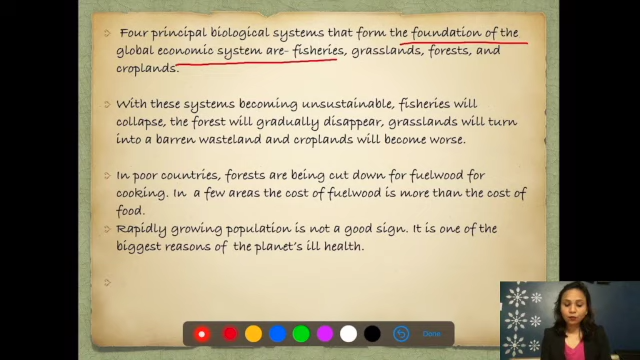 Four principal biological systems that form the foundation of the
global economic system are- fisheries, grasslands, forests, and
croplands.
With these systems becoming unsustainable, fisheries will
collapse, the forest will gradually disappear, grasslands will turn
into a barren wasteland and croplands will become worse.
In poor countries, forests are being cut down for fuelwood for
cooking. In a few areas the cost of fuelwood is more than the cost of
food.
Rapidly growing population is not a good sign. It is one of the
biggest reasons of the planet's ill health.
Done